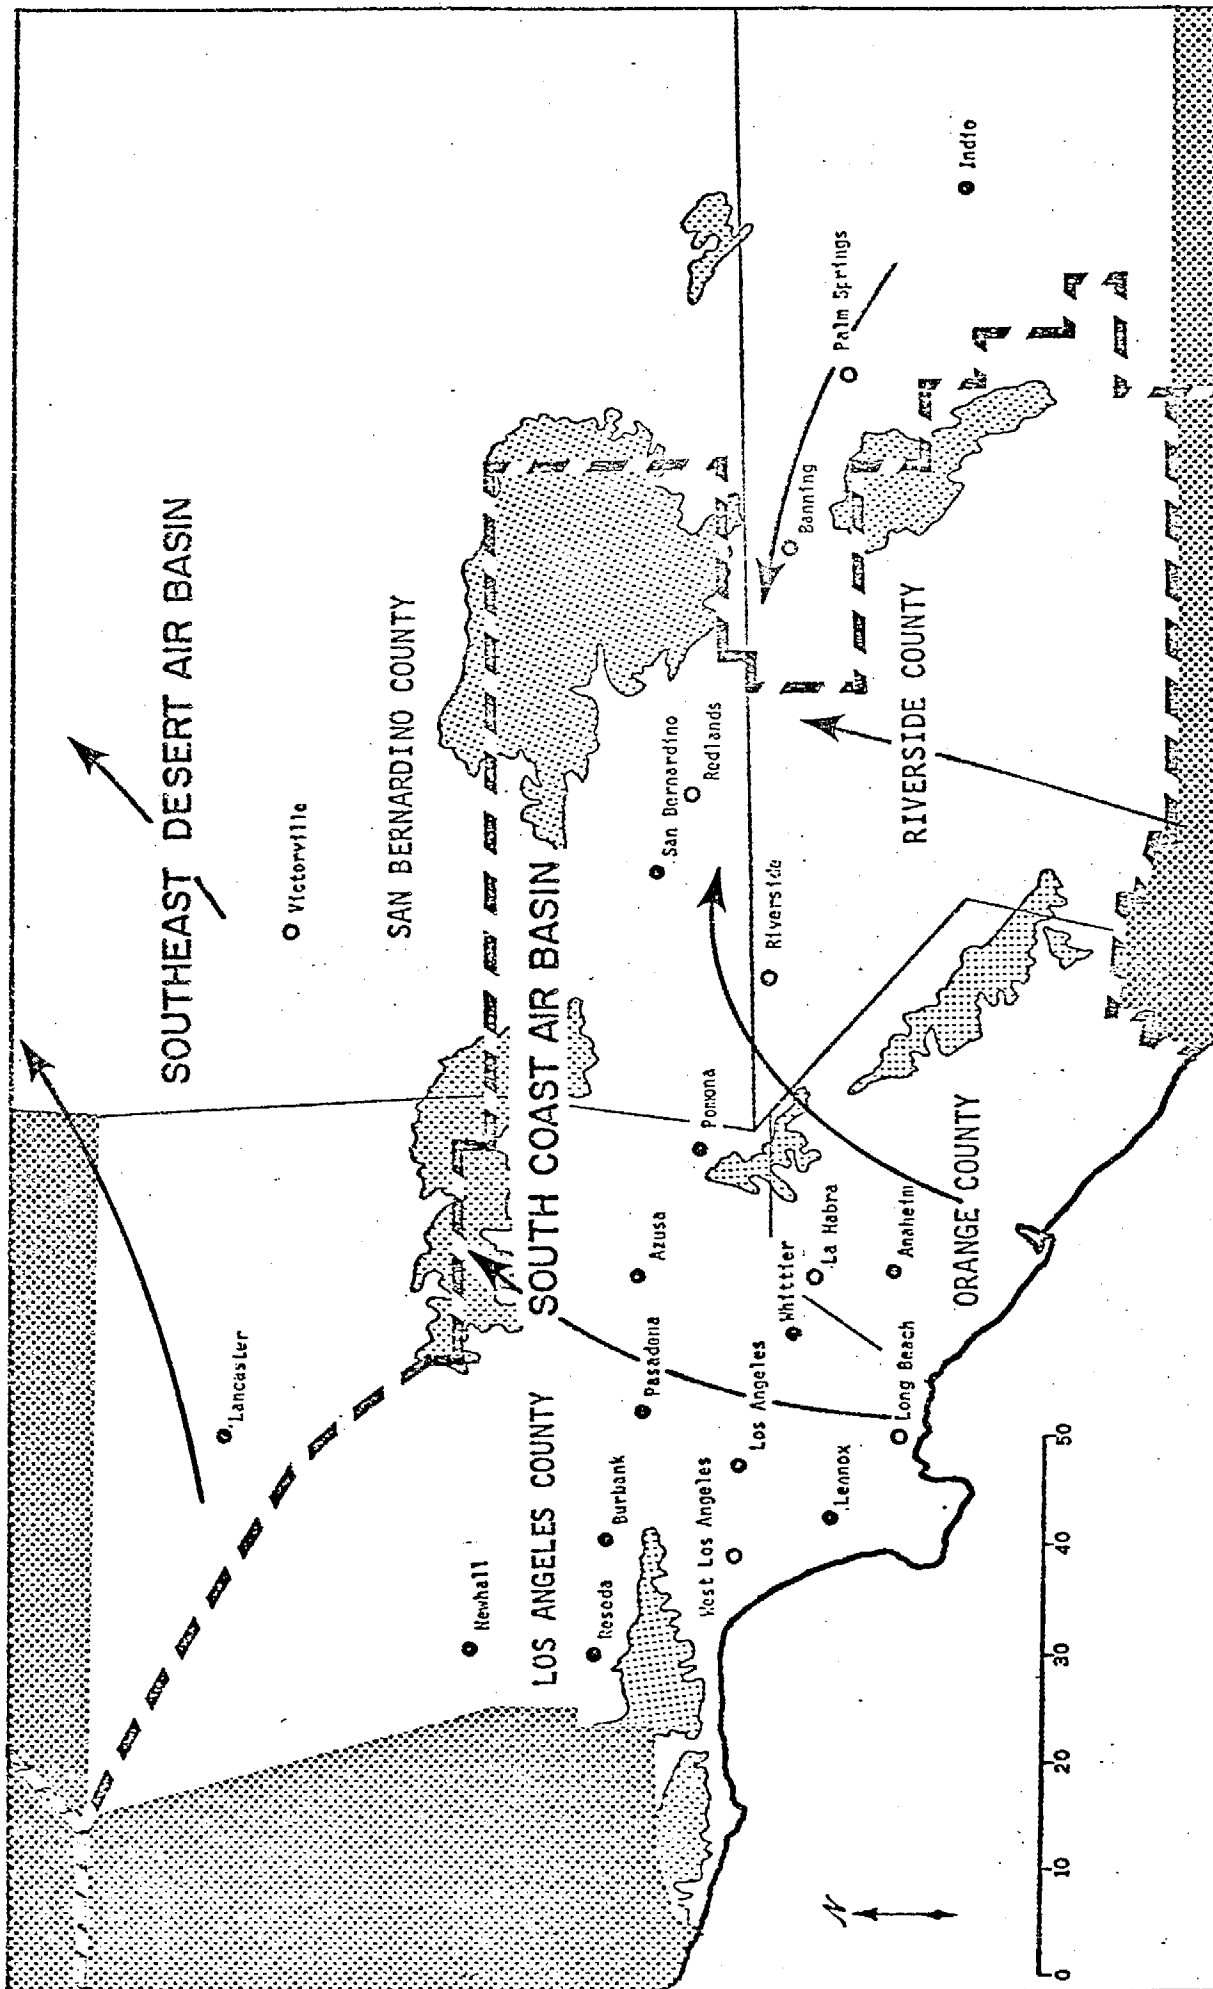 SOUTHEAST DESERT AIR BASIN
Victorville
Lancaster
SAN BERNARDINO COUNTY
Newhall
LOS ANGELES COUNTY
SOUTH COAST AIR BASIN
Reseda
Burbank
Pasadona
Azusa
San Bernardino
Redlands
Pomona
West Los Angeles
Los Angeles
Whittier
La Habra
Riverside
Banning
Palm Springs
Lennox
Long Beach
Anaheim
RIVERSIDE COUNTY
Indio
ORANGE COUNTY
N
0 10 20 30 40 50